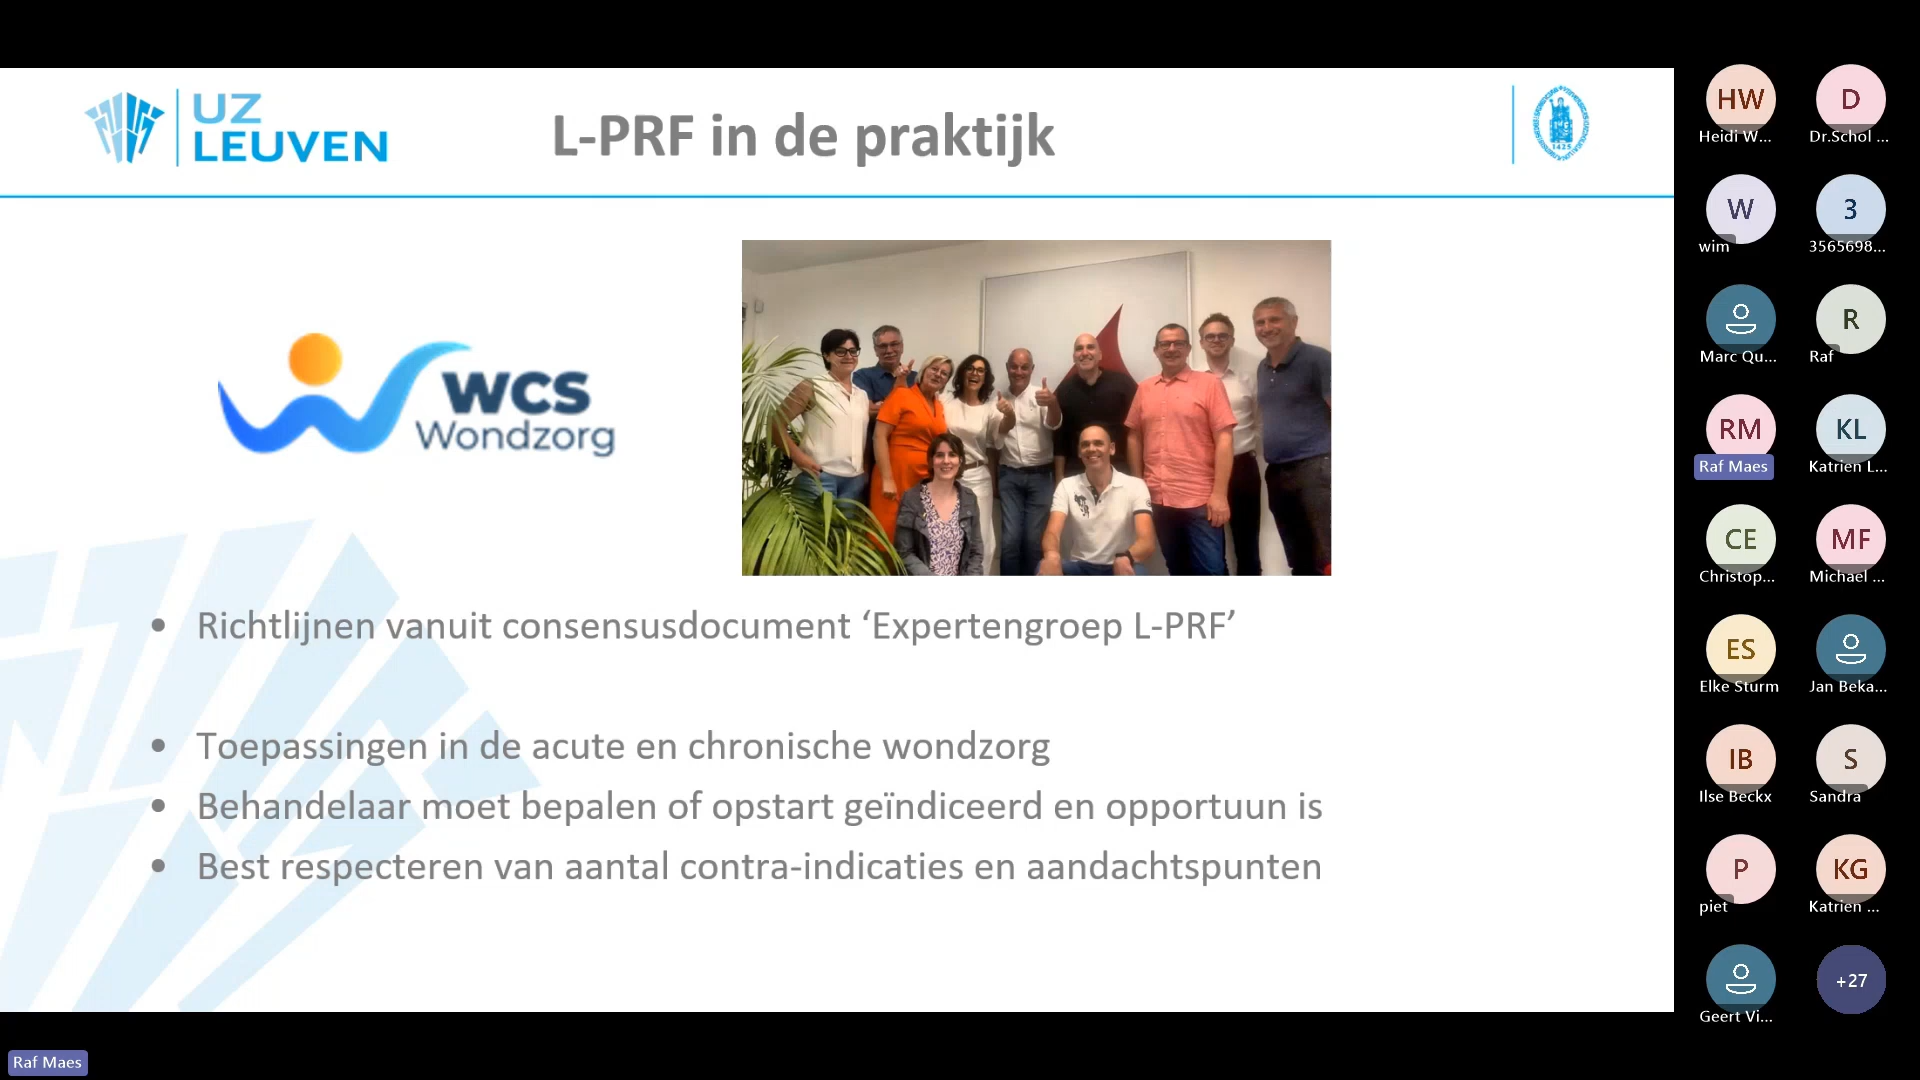 UZ
LEUVEN
L-PRF in de praktijk
1425
WCS
Wondzorg
• Richtlijnen vanuit consensusdocument ‘Expertengroep L-PRF’
• Toepassingen in de acute en chronische wondzorg
• Behandelaar moet bepalen of opstart geïndiceerd en opportuun is
• Best respecteren van aantal contra-indicaties en aandachtspunten
HW
Heidi W...
D
Dr.Schol ...
W
wim
3
3565698...
Marc Qu...
R
Raf
RM
Raf Maes
KL
Katrien L...
CE
Christop...
MF
Michael ...
ES
Elke Sturm
Jan Beka...
IB
Ilse Beckx
S
Sandra
P
piet
KG
Katrien ...
Geert Vi...
+27
Raf Maes